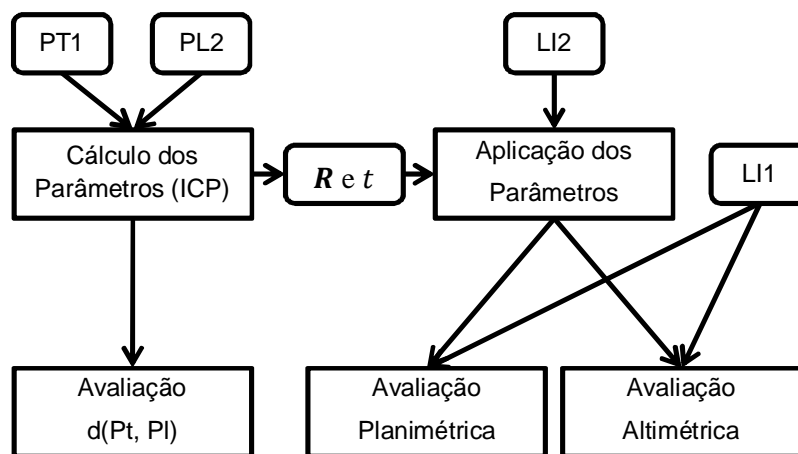 PT1
PL2
LI2
Cálculo dos
Parâmetros (ICP)
R e t
Aplicação dos
Parâmetros
LI1
Avaliação
d(Pt, Pl)
Avaliação
Planimétrica
Avaliação
Altimétrica